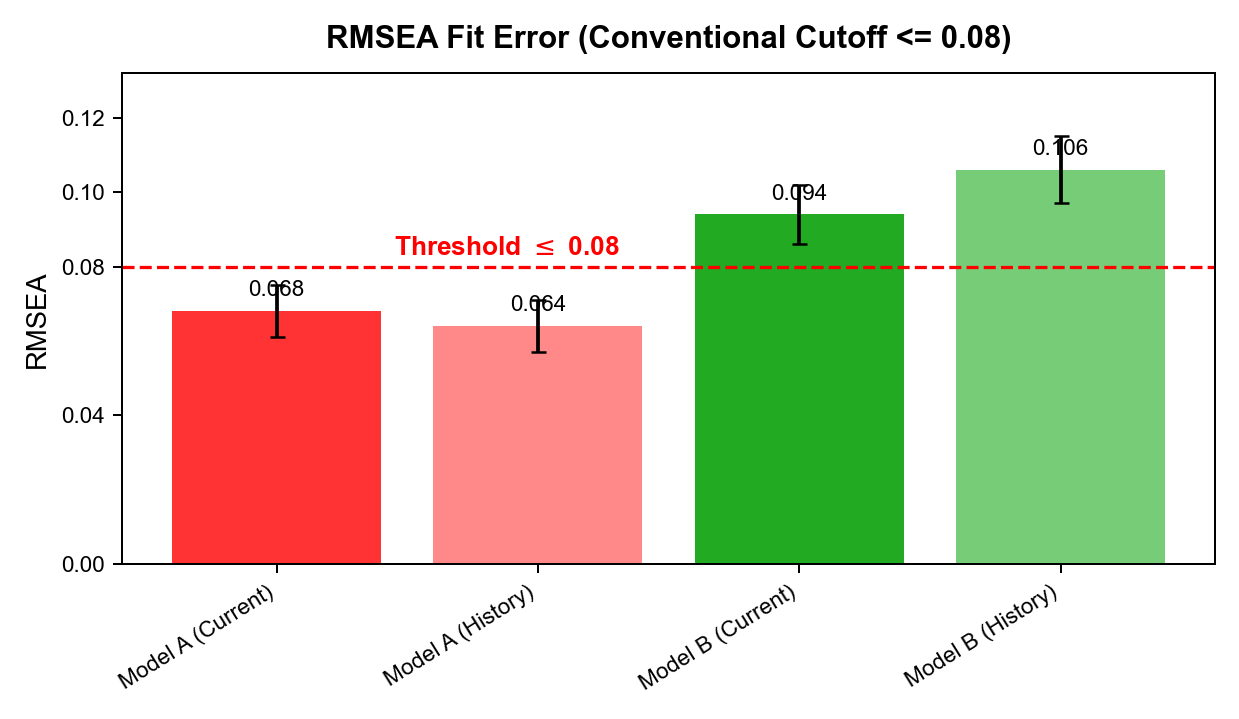 RMSEA Fit Error (Conventional Cutoff <= 0.08)
RMSEA
0.12
0.10
0.08
0.04
0.00
Threshold ≤ 0.08
0.068
0.064
0.094
0.106
Model A (Current)
Model A (History)
Model B (Current)
Model B (History)